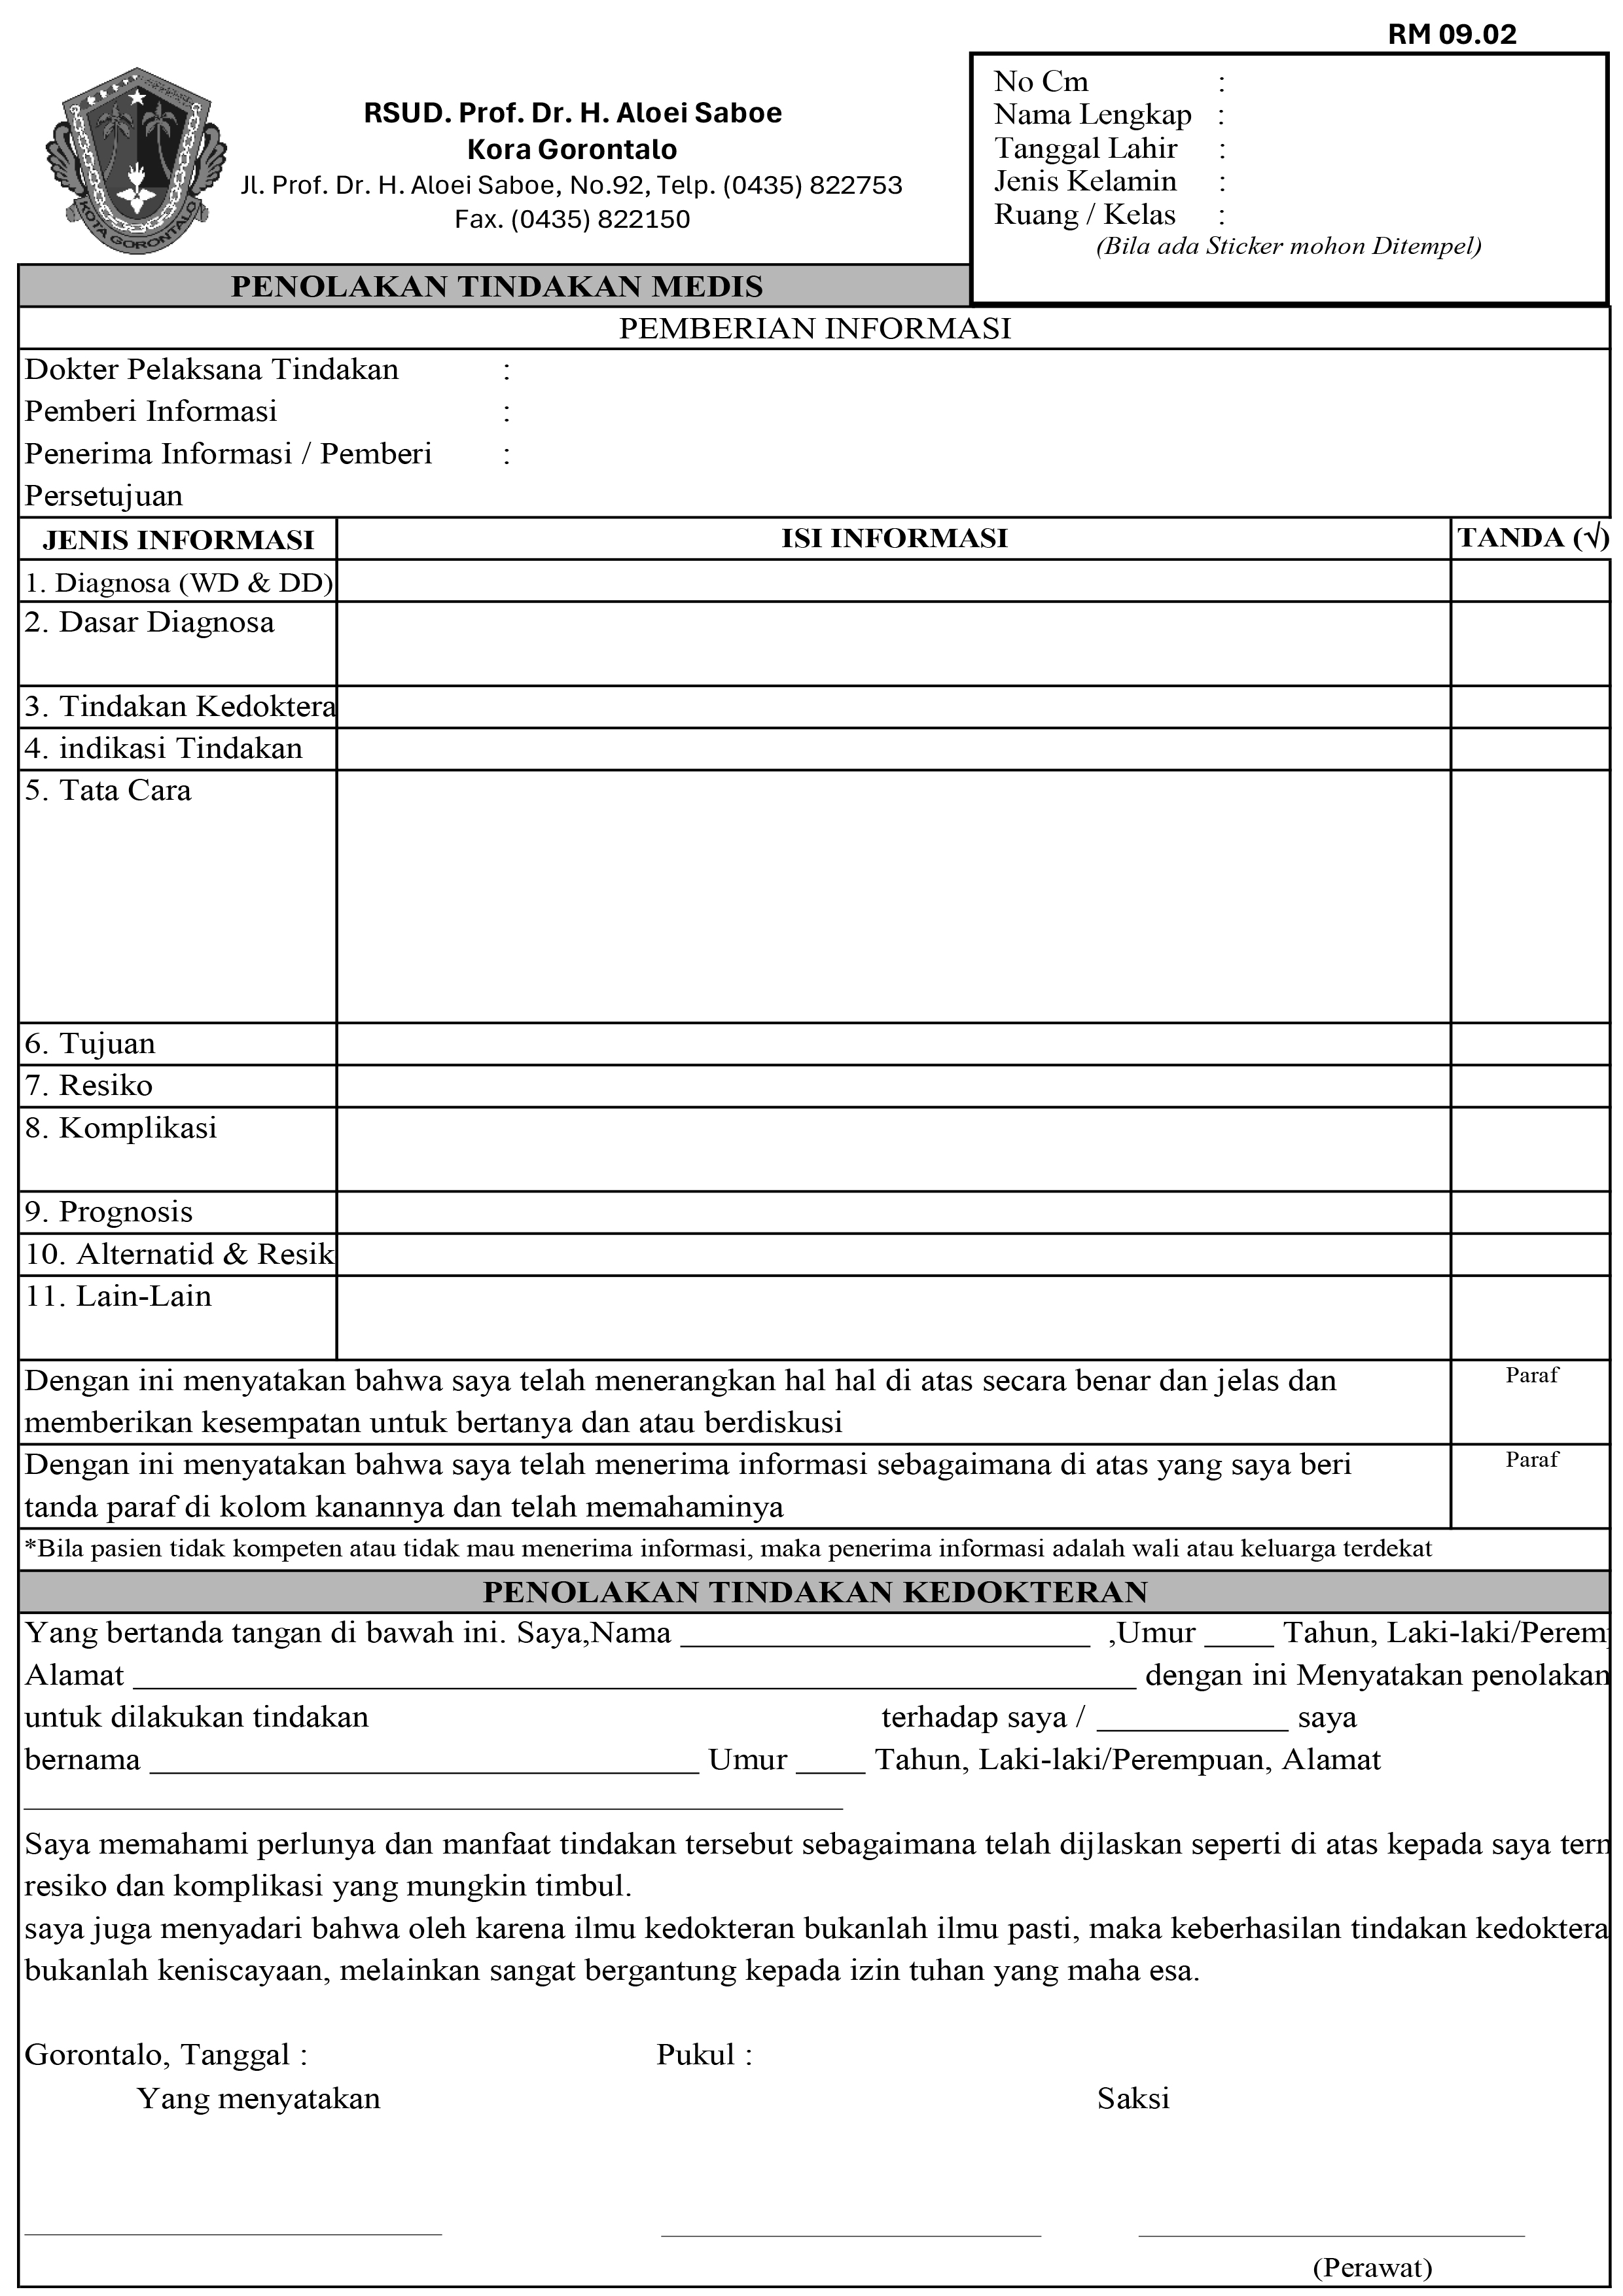 RM 09.02
KOTA GORONTALO
RSUD. Prof. Dr. H. Aloei Saboe
Kora Gorontalo
Jl. Prof. Dr. H. Aloei Saboe, No.92, Telp. (0435) 822753
Fax. (0435) 822150
No Cm :
Nama Lengkap :
Tanggal Lahir :
Jenis Kelamin :
Ruang / Kelas :
(Bila ada Sticker mohon Ditempel)
PENOLAKAN TINDAKAN MEDIS
PEMBERIAN INFORMASI
Dokter Pelaksana Tindakan :
Pemberi Informasi :
Penerima Informasi / Pemberi :
Persetujuan
JENIS INFORMASI ISI INFORMASI TANDA (√)
1. Diagnosa (WD & DD)
2. Dasar Diagnosa
3. Tindakan Kedoktera
4. indikasi Tindakan
5. Tata Cara
6. Tujuan
7. Resiko
8. Komplikasi
9. Prognosis
10. Alternatid & Resik
11. Lain-Lain
Dengan ini menyatakan bahwa saya telah menerangkan hal hal di atas secara benar dan jelas dan Paraf
memberikan kesempatan untuk bertanya dan atau berdiskusi
Dengan ini menyatakan bahwa saya telah menerima informasi sebagaimana di atas yang saya beri Paraf
tanda paraf di kolom kanannya dan telah memahaminya
*Bila pasien tidak kompeten atau tidak mau menerima informasi, maka penerima informasi adalah wali atau keluarga terdekat
PENOLAKAN TINDAKAN KEDOKTERAN
Yang bertanda tangan di bawah ini. Saya,Nama __________________________ ,Umur ____ Tahun, Laki-laki/Peremp
Alamat ________________________________________________ dengan ini Menyatakan penolakan
untuk dilakukan tindakan terhadap saya / ____________ saya
bernama ____________________________________ Umur ____ Tahun, Laki-laki/Perempuan, Alamat
Saya memahami perlunya dan manfaat tindakan tersebut sebagaimana telah dijlaskan seperti di atas kepada saya term
resiko dan komplikasi yang mungkin timbul.
saya juga menyadari bahwa oleh karena ilmu kedokteran bukanlah ilmu pasti, maka keberhasilan tindakan kedoktera
bukanlah keniscayaan, melainkan sangat bergantung kepada izin tuhan yang maha esa.
Gorontalo, Tanggal : Pukul :
Yang menyatakan Saksi
(Perawat)